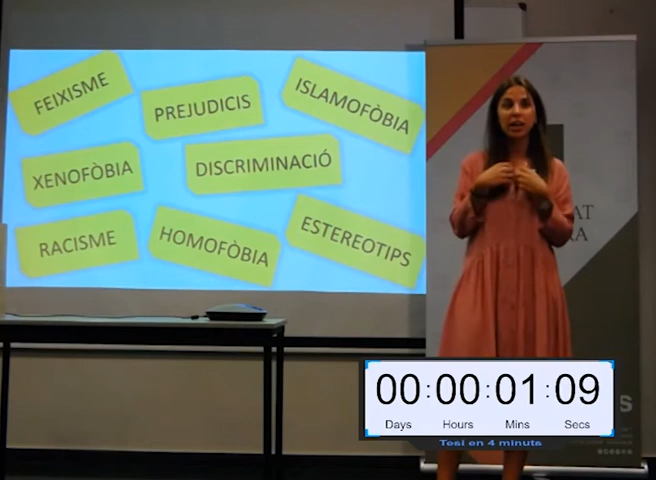 FEIXISME
PREJUDICIS
ISLAMOFÒBIA
XENOFÒBIA
DISCRIMINACIÓ
RACISME
HOMOFÒBIA
ESTEREOTIPS
00:00:01:09
Days Hours Mins Secs
Tesi en 4 minuts